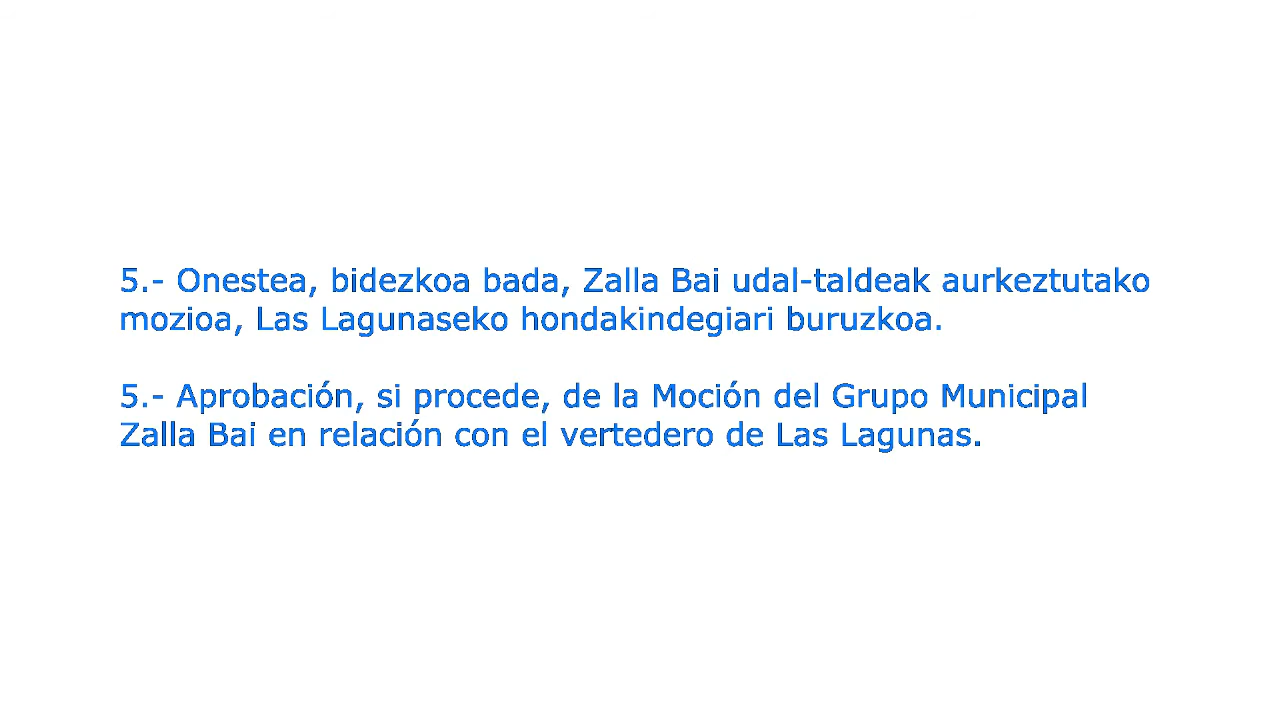 5.- Onestea, bidezkoa bada, Zalla Bai udal-taldeak aurkeztutako
mozioa, Las Lagunaseko hondakindegiari buruzkoa.
5.- Aprobación, si procede, de la Moción del Grupo Municipal
Zalla Bai en relación con el vertedero de Las Lagunas.